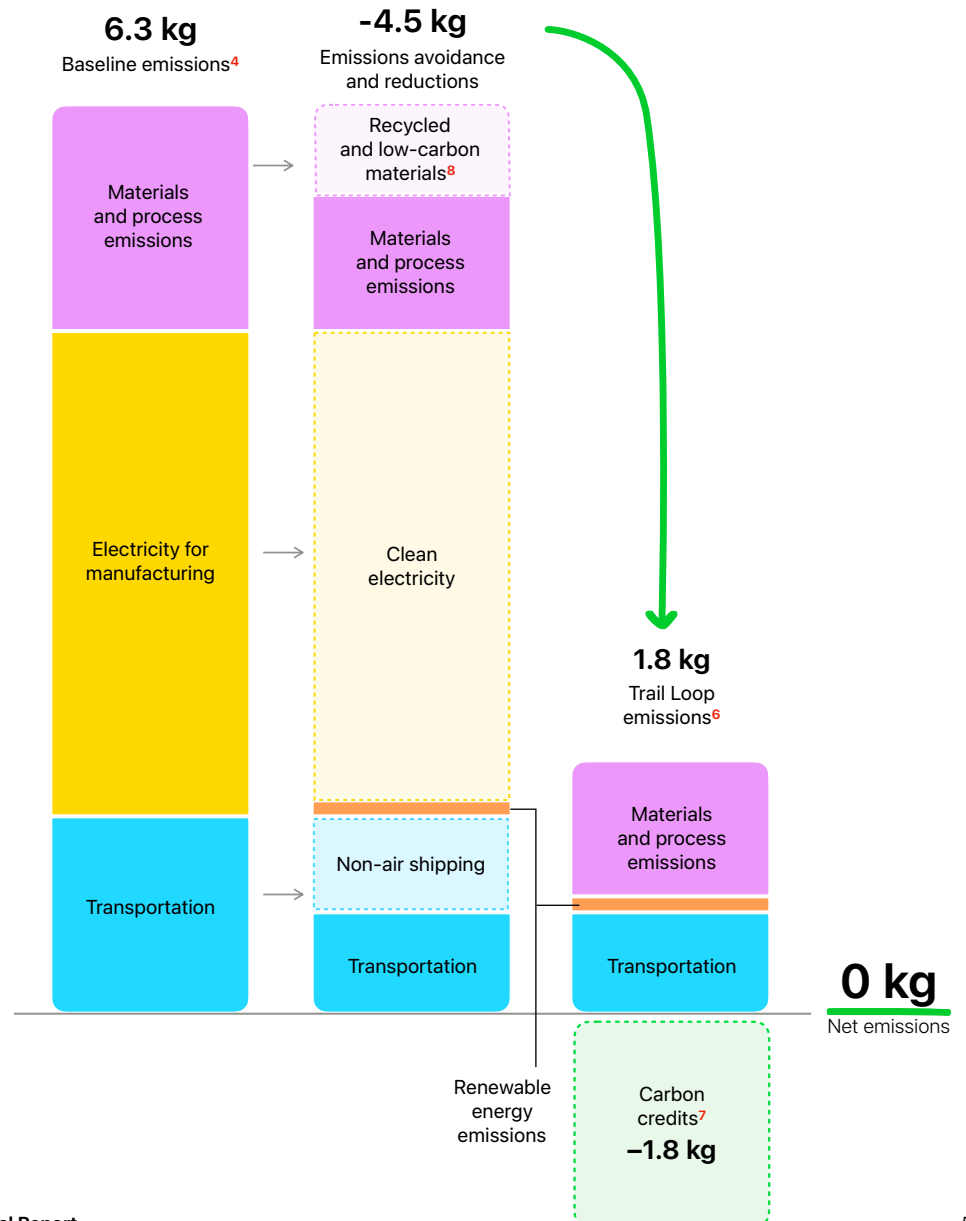 6.3 kg
Baseline emissions4
-4.5 kg
Emissions avoidance
and reductions
Materials
and process
emissions
Recycled
and low-carbon
materials8
Materials
and process
emissions
Electricity for
manufacturing
Clean
electricity
Transportation
Non-air shipping
Transportation
1.8 kg
Trail Loop
emissions6
Materials
and process
emissions
Transportation
0 kg
Net emissions
Renewable
energy
emissions
Carbon
credits7
–1.8 kg